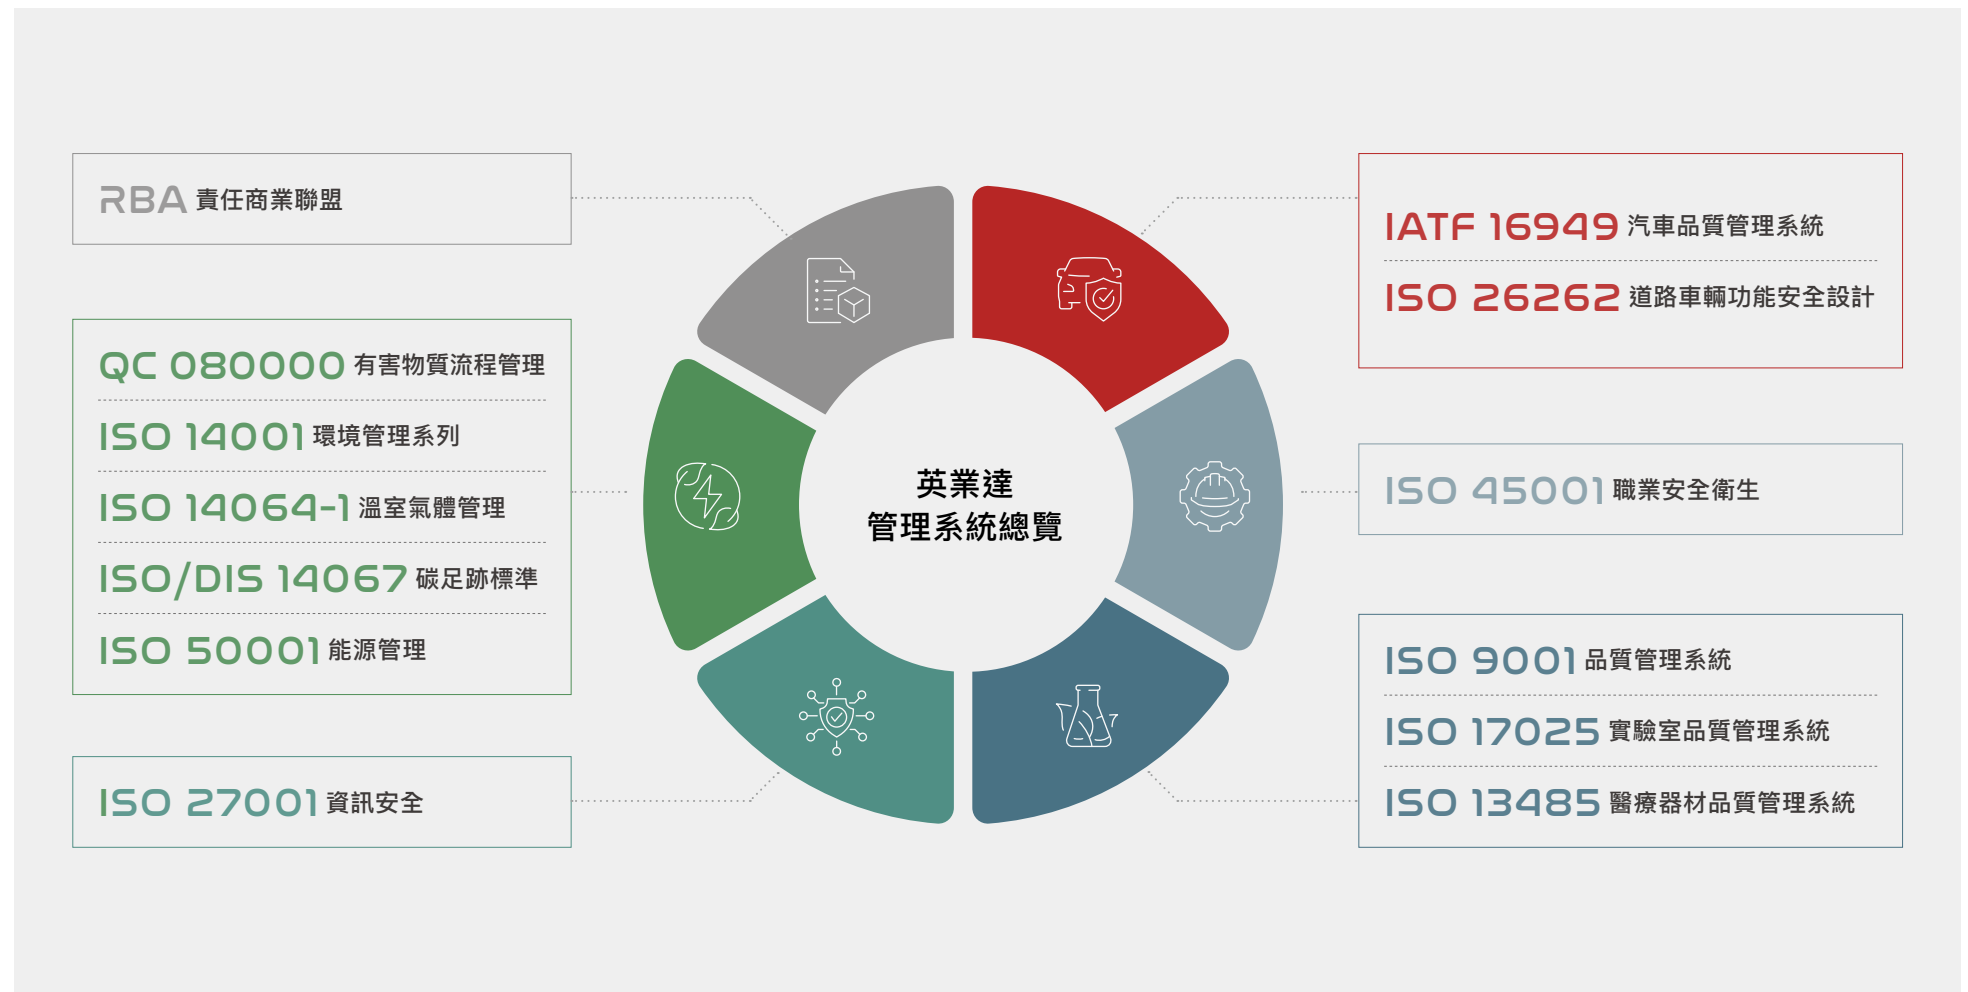 RBA 責任商業聯盟
QC 080000 有害物質流程管理
ISO 14001 環境管理系列
ISO 14064-1 溫室氣體管理
ISO/DIS 14067 碳足跡標準
ISO 50001 能源管理
ISO 27001 資訊安全
英業達
管理系統總覽
IATF 16949 汽車品質管理系統
ISO 26262 道路車輛功能安全設計
ISO 45001 職業安全衛生
ISO 9001 品質管理系統
ISO 17025 實驗室品質管理系統
ISO 13485 醫療器材品質管理系統